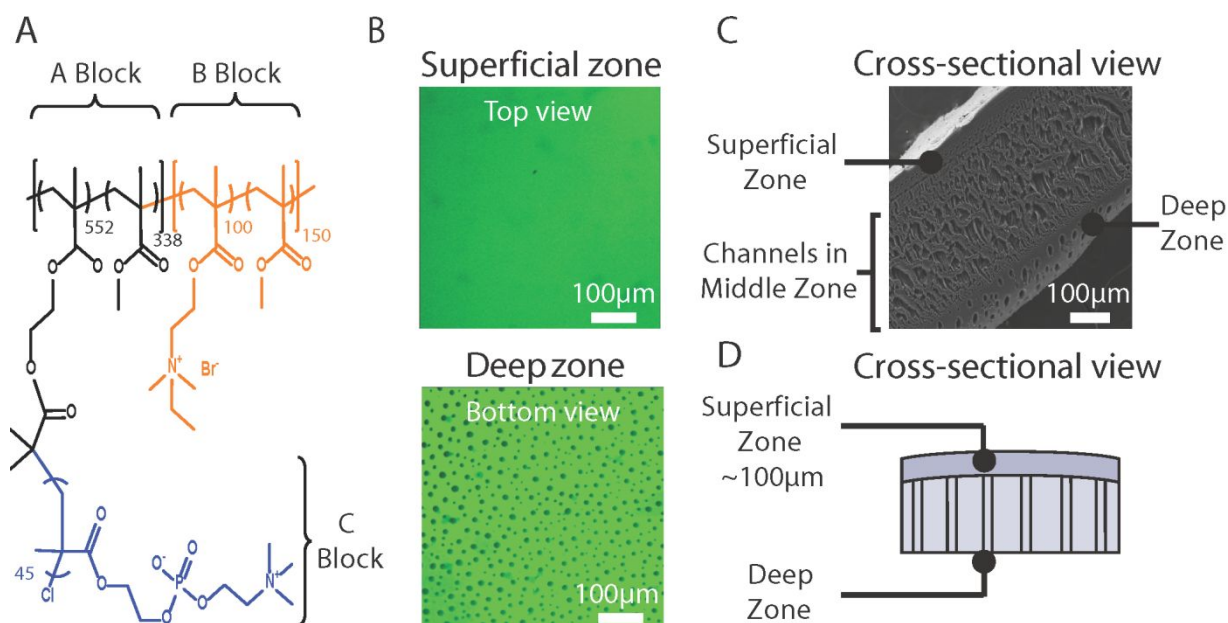 A
A Block
B Block
552
338
100
150
O
O
O
O
O
O
O
O
O
O
N+
Br-
C
Block
45
Cl
O
O
O-
O
P
O
O
N+
B
Superficial zone
Top view
100µm
Deep zone
Bottom view
100µm
C
Cross-sectional view
Superficial
Zone
Channels in
Middle Zone
Deep
Zone
100µm
D
Cross-sectional view
Superficial
Zone
~100µm
Deep
Zone